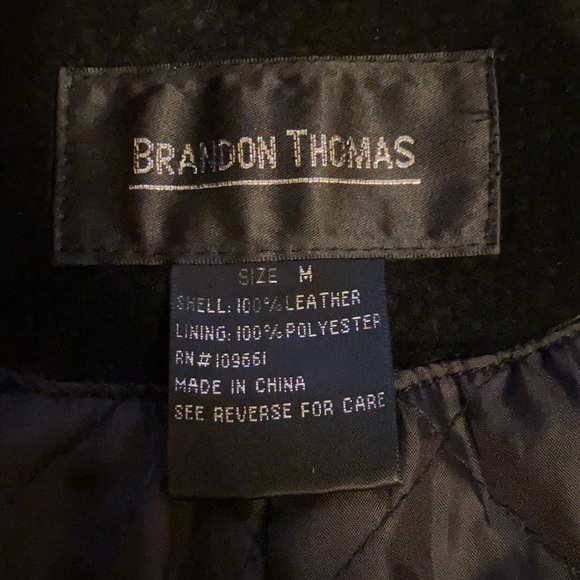 BRANDON THOMAS
SIZE M
SHELL: 100% LEATHER
LINING: 100% POLYESTER
RN# 109661
MADE IN CHINA
SEE REVERSE FOR CARE